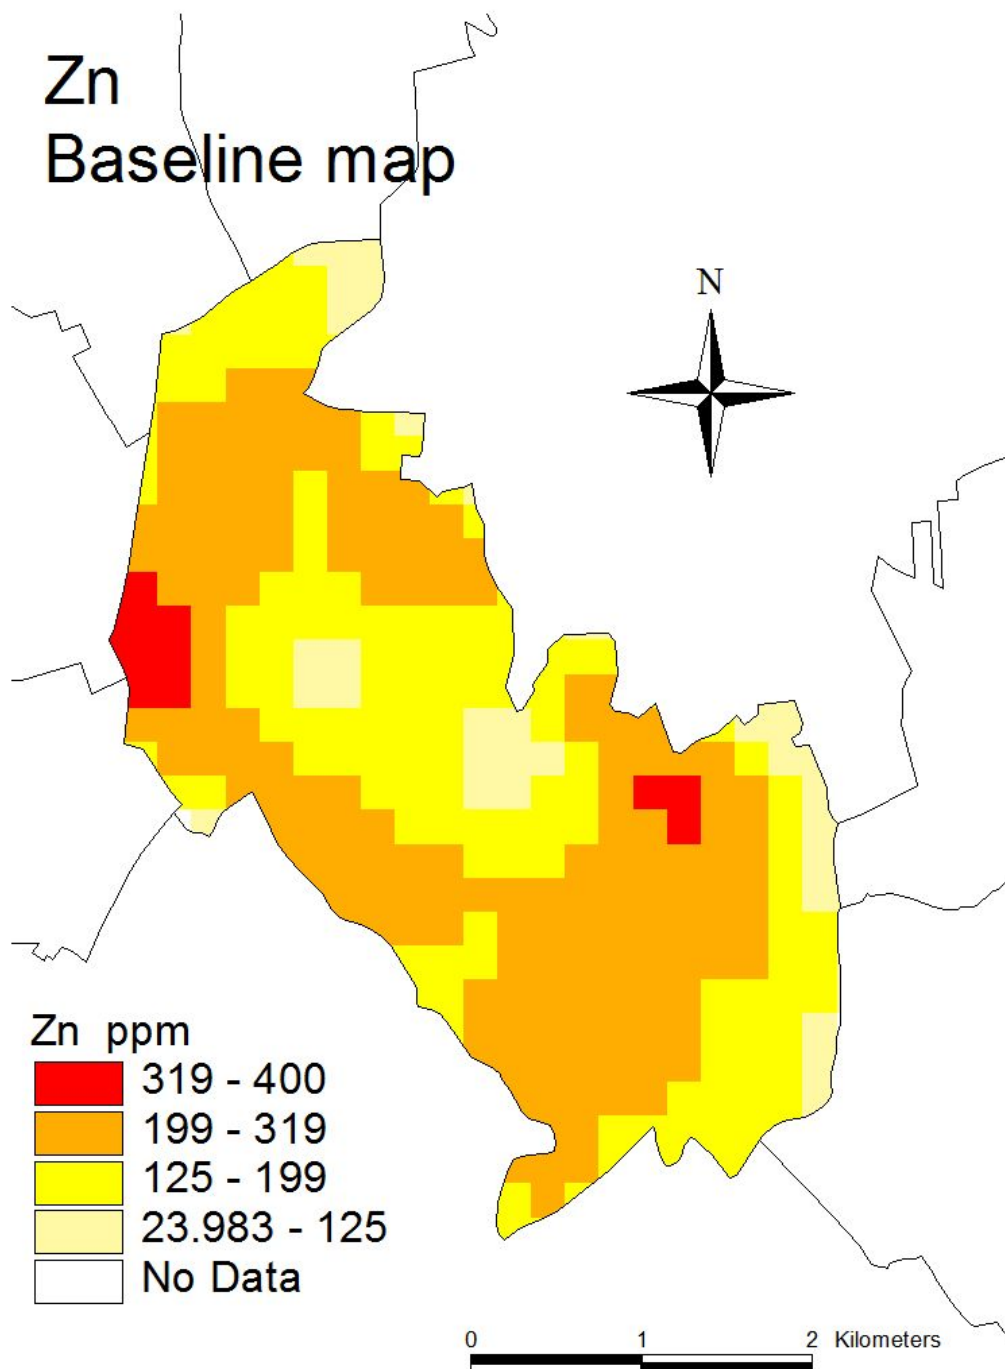 Zn
Baseline map
N
Zn ppm
319 - 400
199 - 319
125 - 199
23.983 - 125
No Data
0 1 2 Kilometers